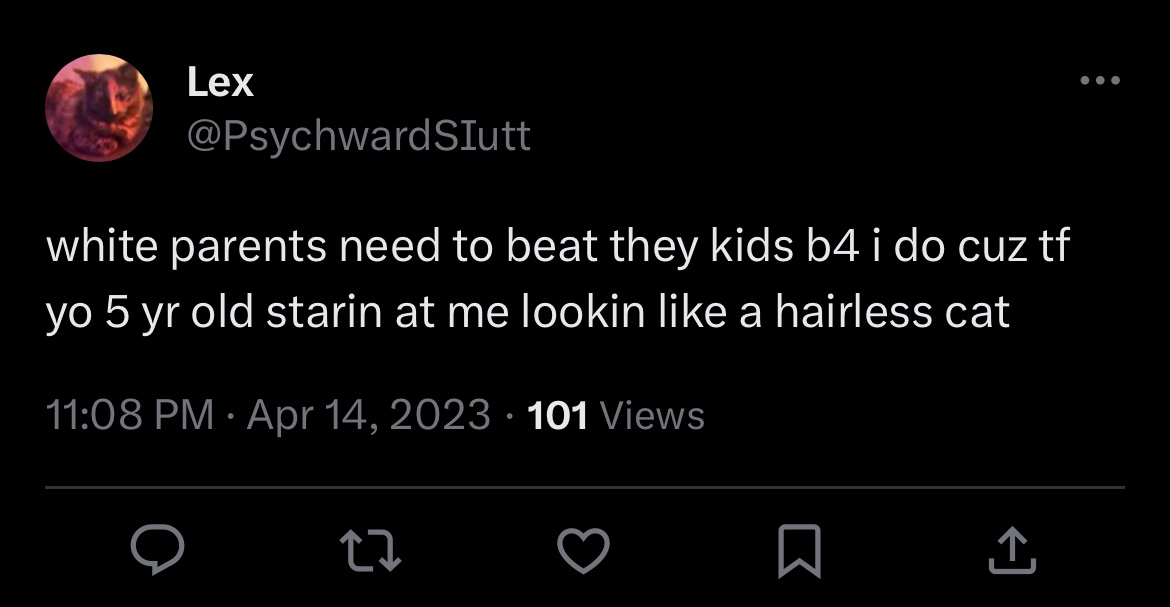 Lex
@PsychwardSIutt
white parents need to beat they kids b4 i do cuz tf
yo 5 yr old starin at me lookin like a hairless cat
11:08 PM · Apr 14, 2023 · 101 Views